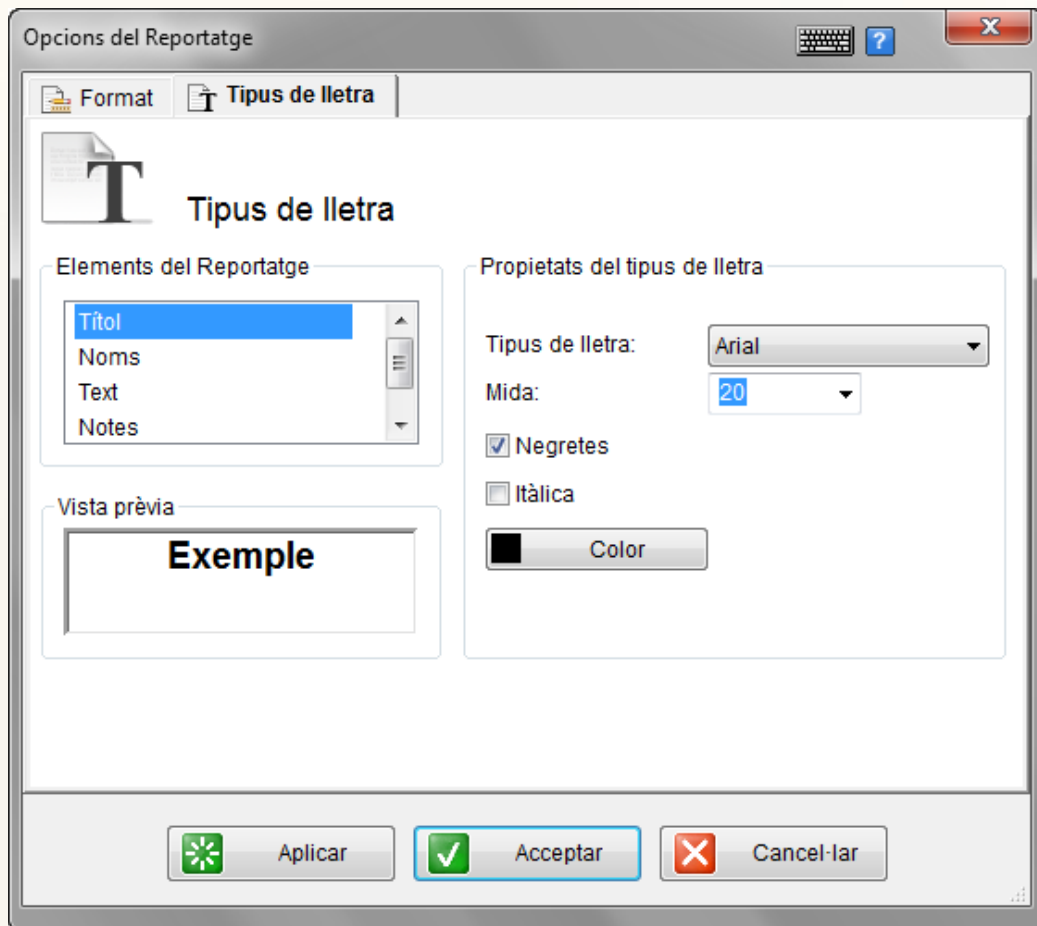 Opcions del Reportatge
?
Format
Tipus de lletra
Tipus de lletra
Elements del Reportatge
Títol
Noms
Text
Notes
Vista prèvia
Exemple
Propietats del tipus de lletra
Tipus de lletra: Arial
Mida: 20
Negretes
Itàlica
Color
Aplicar
Acceptar
Cancel·lar